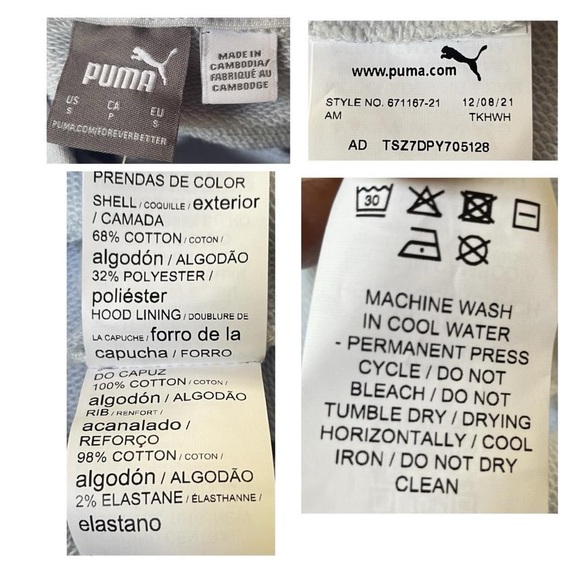 PUMA
US
S
CA
P
EU
S
PUMA.COM/FOREVERBETTER
MADE IN
CAMBODIA/
FABRIQUÉ AU
CAMBODGE
www.puma.com
STYLE NO. 671167-21 12/08/21
AM TKHWH
AD TSZ7DPY705128
PRENDAS DE COLOR
SHELL / COQUILLE / exterior
/ CAMADA
68% COTTON / COTON /
algodón / ALGODÃO
32% POLYESTER /
poliéster
HOOD LINING / DOUBLURE DE
LA CAPUCHE / forro de la
capucha / FORRO
DO CAPUZ
100% COTTON / COTON /
algodón / ALGODÃO
RIB / RENFORT /
acanalado /
REFORÇO
98% COTTON / COTON /
algodón / ALGODÃO
2% ELASTANE / ÉLASTHANNE /
elastano
30
MACHINE WASH
IN COOL WATER
- PERMANENT PRESS
CYCLE / DO NOT
BLEACH / DO NOT
TUMBLE DRY / DRYING
HORIZONTALLY / COOL
IRON / DO NOT DRY
CLEAN